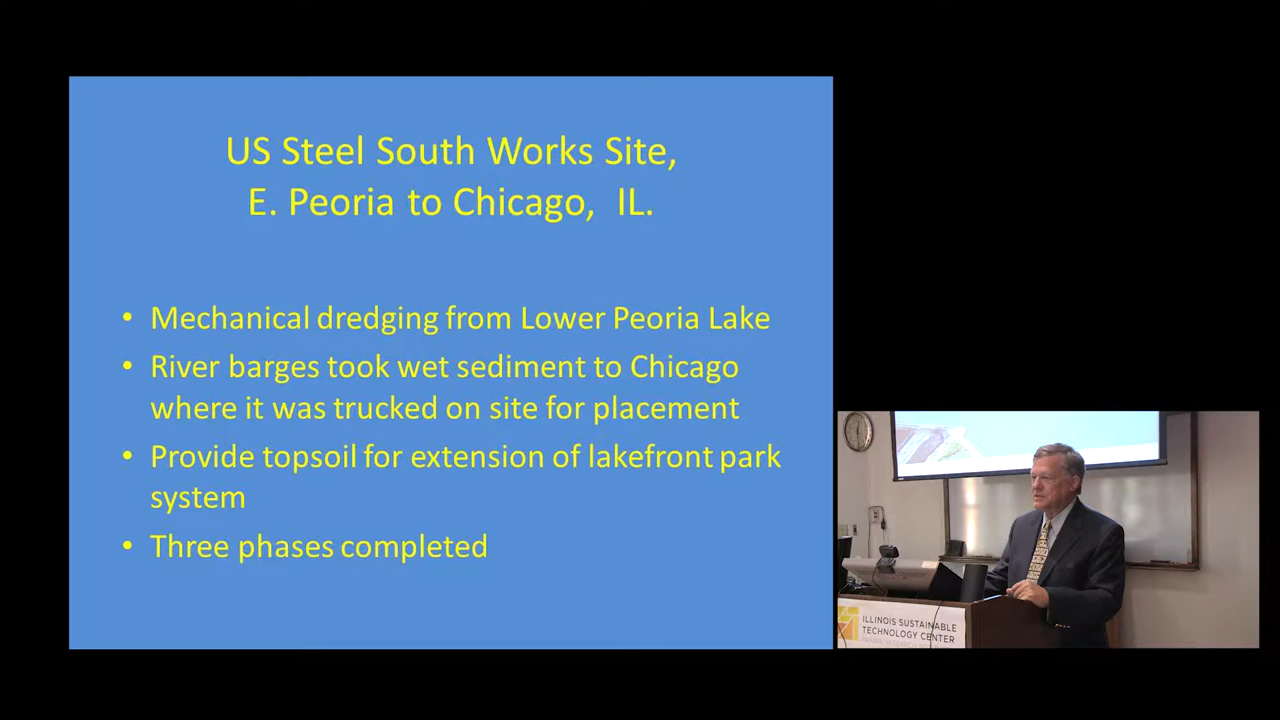 US Steel South Works Site,
E. Peoria to Chicago, IL.
• Mechanical dredging from Lower Peoria Lake
• River barges took wet sediment to Chicago
where it was trucked on site for placement
• Provide topsoil for extension of lakefront park
system
• Three phases completed
ILLINOIS SUSTAINABLE
TECHNOLOGY CENTER